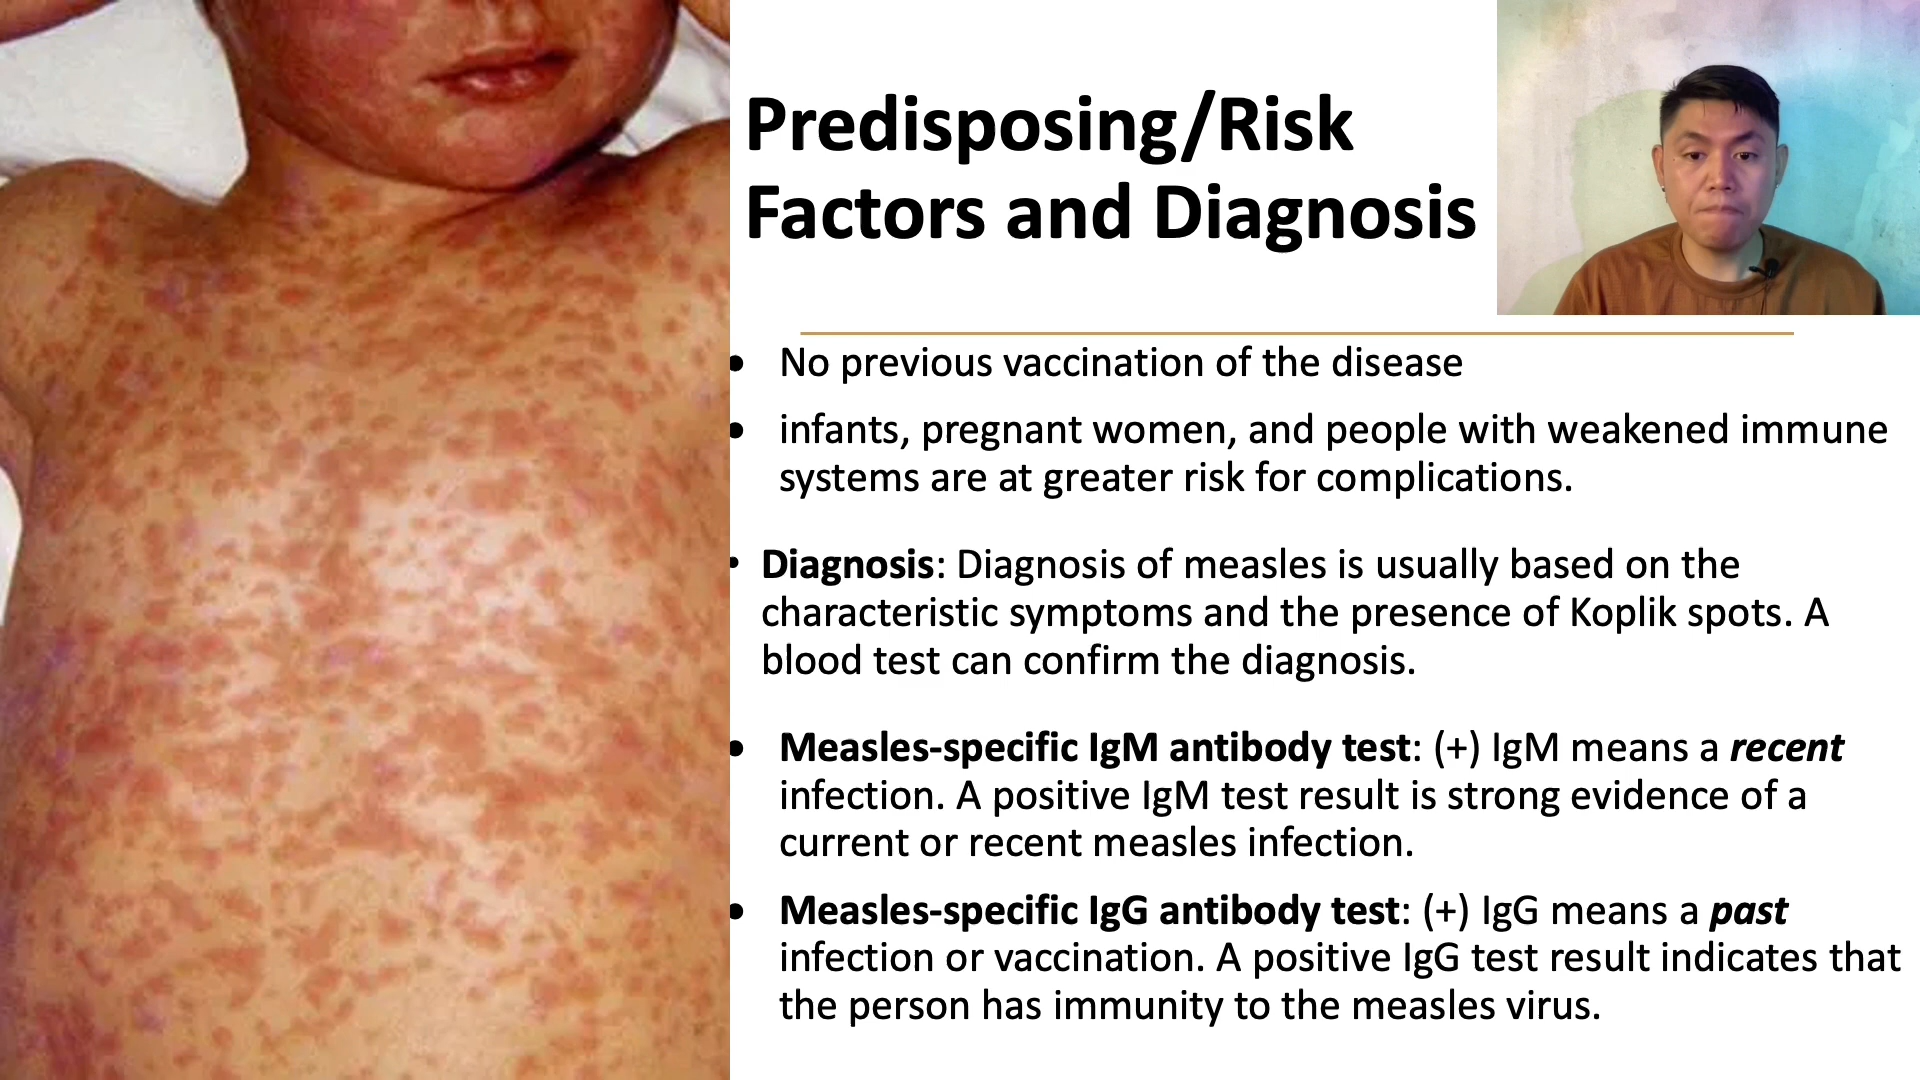 Predisposing/Risk
Factors and Diagnosis
• No previous vaccination of the disease
• infants, pregnant women, and people with weakened immune
systems are at greater risk for complications.
• Diagnosis: Diagnosis of measles is usually based on the
characteristic symptoms and the presence of Koplik spots. A
blood test can confirm the diagnosis.
• Measles-specific IgM antibody test: (+) IgM means a recent
infection. A positive IgM test result is strong evidence of a
current or recent measles infection.
• Measles-specific IgG antibody test: (+) IgG means a past
infection or vaccination. A positive IgG test result indicates that
the person has immunity to the measles virus.